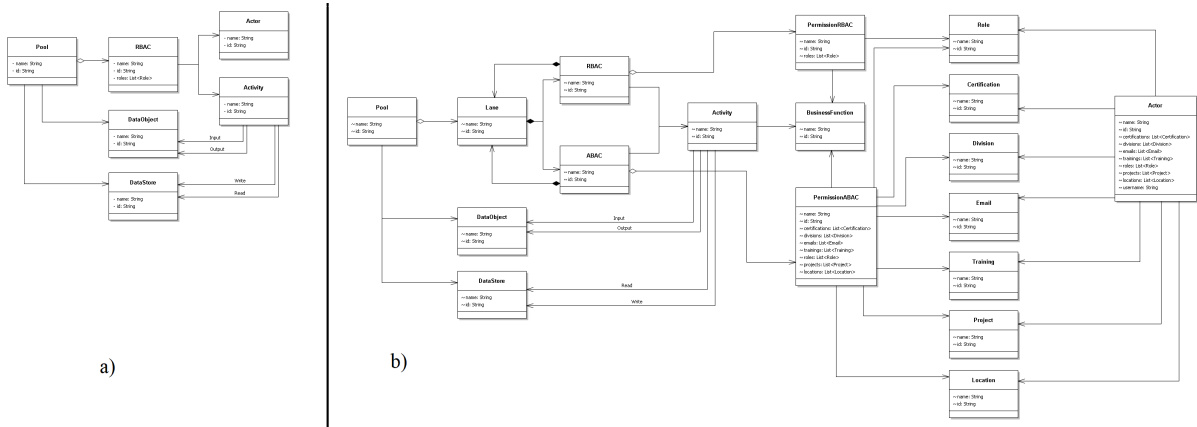 Pool
- name: String
- id: String
RBAC
- name: String
- id: String
- roles: List<Role>
Actor
- name: String
- id: String
Activity
- name: String
- id: String
DataObject
- name: String
- id: String
Input
Output
DataStore
- name: String
- id: String
Write
Read
a)
Pool
~ name: String
~ id: String
Lane
~ name: String
~ id: String
RBAC
~ name: String
~ id: String
ABAC
~ name: String
~ id: String
Activity
~ name: String
~ id: String
DataObject
~ name: String
~ id: String
Input
Output
DataStore
~ name: String
~ id: String
Read
Write
PermissionRBAC
~ name: String
~ id: String
~ roles: List<Role>
BusinessFunction
~ name: String
~ id: String
PermissionABAC
~ name: String
~ id: String
~ certifications: List<Certification>
~ divisions: List<Division>
~ emails: List<Email>
~ trainings: List<Training>
~ roles: List<Role>
~ projects: List<Project>
~ locations: List<Location>
Role
~ name: String
~ id: String
Certification
~ name: String
~ id: String
Division
~ name: String
~ id: String
Email
~ name: String
~ id: String
Training
~ name: String
~ id: String
Project
~ name: String
~ id: String
Location
~ name: String
~ id: String
Actor
~ name: String
~ id: String
~ certifications: List<Certification>
~ divisions: List<Division>
~ emails: List<Email>
~ trainings: List<Training>
~ roles: List<Role>
~ projects: List<Project>
~ locations: List<Location>
~ username: String
b)